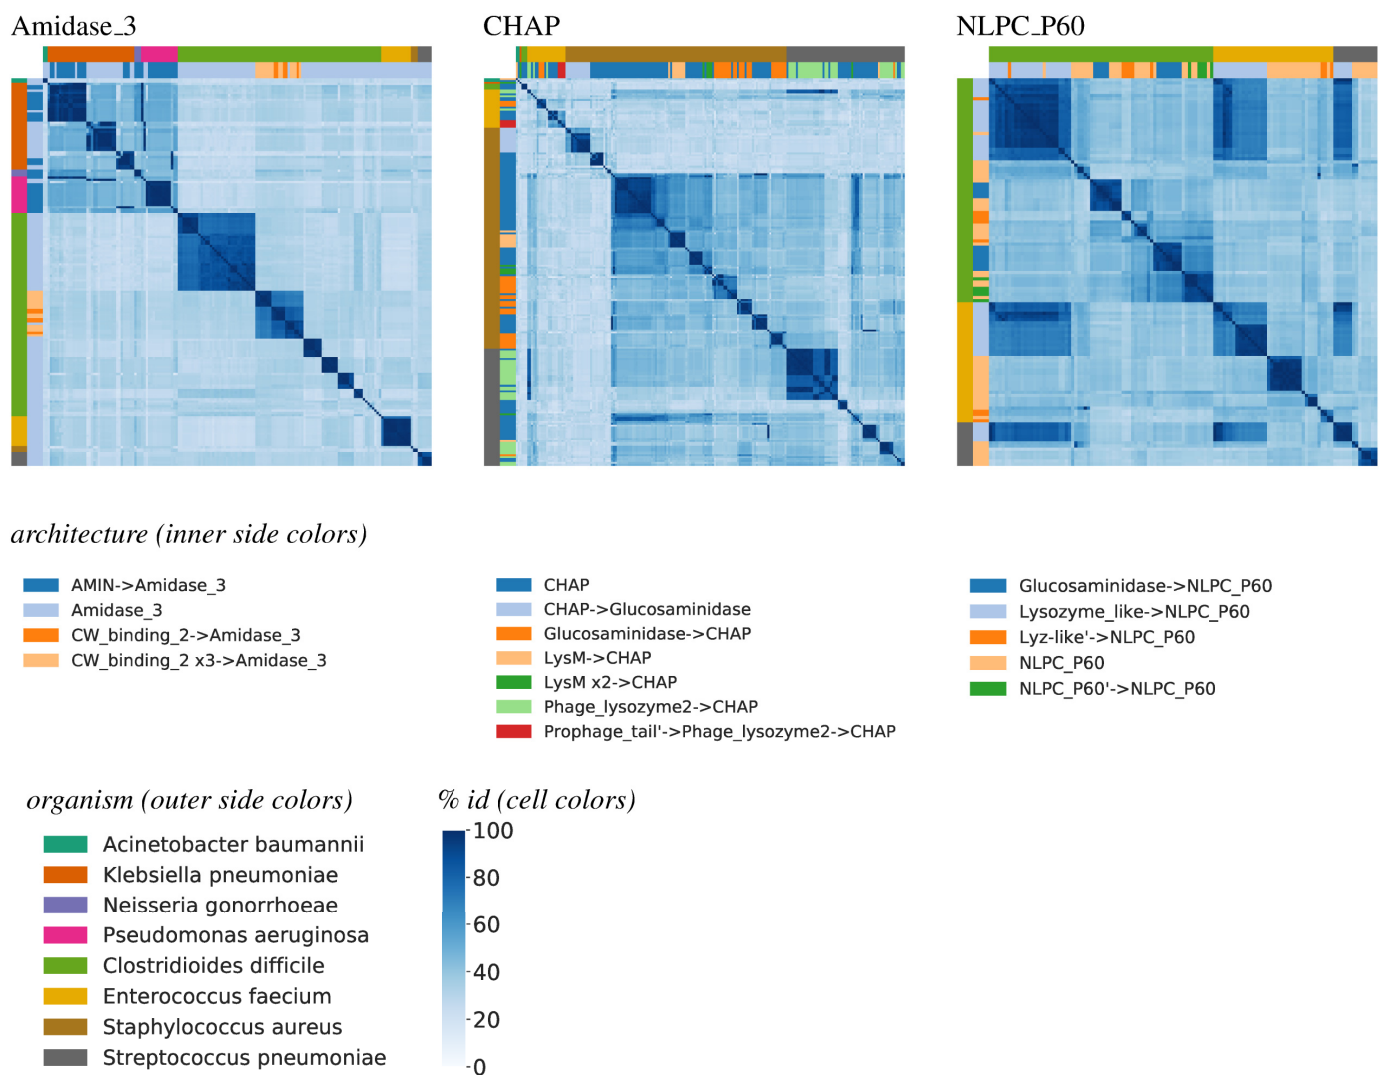 Amidase_3
CHAP
NLPC_P60
architecture (inner side colors)
AMIN->Amidase_3
Amidase_3
CW_binding_2->Amidase_3
CW_binding_2 x3->Amidase_3
CHAP
CHAP->Glucosaminidase
Glucosaminidase->CHAP
LysM->CHAP
LysM x2->CHAP
Phage_lysozyme2->CHAP
Prophage_tail'->Phage_lysozyme2->CHAP
Glucosaminidase->NLPC_P60
Lysozyme_like->NLPC_P60
Lyz-like'->NLPC_P60
NLPC_P60
NLPC_P60'->NLPC_P60
organism (outer side colors)
Acinetobacter baumannii
Klebsiella pneumoniae
Neisseria gonorrhoeae
Pseudomonas aeruginosa
Clostridioides difficile
Enterococcus faecium
Staphylococcus aureus
Streptococcus pneumoniae
% id (cell colors)
100
80
60
40
20
0